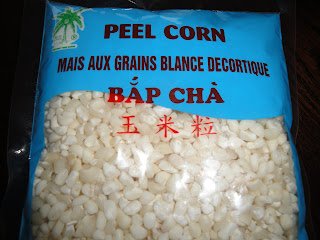 PEEL CORN
MAIS AUX GRAINS BLANCE DECORTIQUE
BẮP CHÀ
玉米粒